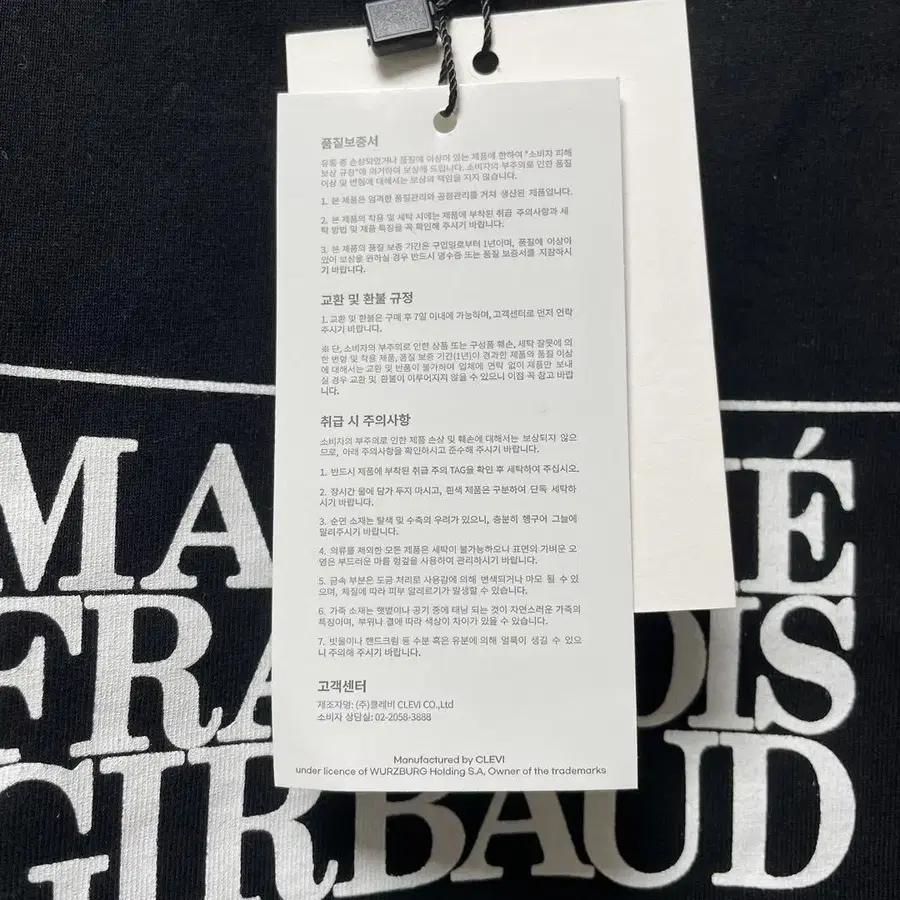 품질보증서
유통 중 손상되었거나 품질에 이상이 있는 제품에 한하여 "소비자 피해
보상 규정"에 의거하여 보상해 드립니다. 소비자의 부주의로 인한 품질
이상 및 변형에 대해서는 보상의 책임을 지지 않습니다.
1. 본 제품은 엄격한 품질관리와 공정관리를 거쳐 생산된 제품입니다.
2. 본 제품의 착용 및 세탁 시에는 제품에 부착된 취급 주의사항과 세
탁 방법 및 제품 특징을 꼭 확인해 주시기 바랍니다.
3. 본 제품의 품질 보증 기간은 구입일로부터 1년이며, 품질에 이상이
있어 보상을 원하실 경우 반드시 영수증 또는 품질 보증서를 지참하시
기 바랍니다.
교환 및 환불 규정
1. 교환 및 환불은 구매 후 7일 이내에 가능하며, 고객센터로 먼저 연락
주시기 바랍니다.
※ 단, 소비자의 부주의로 인한 상품 또는 구성품 훼손, 세탁 잘못에 의
한 변형 및 착용 제품, 품질 보증 기간(1년)이 경과한 제품의 품질 이상
에 대해서는 교환 및 반품이 불가하며 업체에 연락 없이 제품만 보내
실 경우 교환 및 환불이 이루어지지 않을 수 있으니 이점 꼭 참고 바랍
니다.
취급 시 주의사항
소비자의 부주의로 인한 제품 손상 및 훼손에 대해서는 보상되지 않으
므로, 아래 주의사항을 확인하시고 준수해 주시기 바랍니다.
1. 반드시 제품에 부착된 취급 주의 TAG을 확인 후 세탁하여 주십시오.
2. 장시간 물에 담가 두지 마시고, 흰색 제품은 구분하여 단독 세탁하
시기 바랍니다.
3. 순면 소재는 탈색 및 수축의 우려가 있으니, 충분히 헹구어 그늘에
말려주시기 바랍니다.
4. 의류를 제외한 모든 제품은 세탁이 불가능하오니 표면의 가벼운 오
염은 부드러운 마른 헝겊을 사용하여 관리하시기 바랍니다.
5. 금속 부분은 도금 처리로 사용감에 의해 변색되거나 마모 될 수 있
으며, 체질에 따라 피부 알레르기가 발생할 수 있습니다.
6. 가죽 소재는 햇볕이나 공기 중에 태닝 되는 것이 자연스러운 가죽의
특징이며, 부위나 결에 따라 색상이 차이가 있을 수 있습니다.
7. 빗물이나 핸드크림 등 수분 혹은 유분에 의해 얼룩이 생길 수 있으
니 주의해 주시기 바랍니다.
고객센터
제조자명: (주)클레비 CLEVI CO.,Ltd
소비자 상담실: 02-2058-3888
Manufactured by CLEVI
under licence of WURZBURG Holding S.A, Owner of the trademarks
MA É
FRA OIS
GIRBAUD